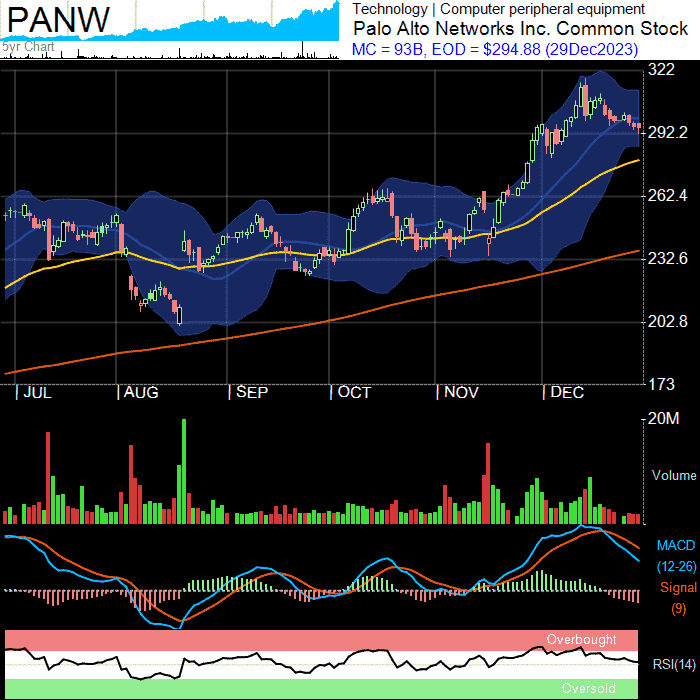 PANW
5yr Chart
Technology | Computer peripheral equipment
Palo Alto Networks Inc. Common Stock
MC = 93B, EOD = $294.88 (29Dec2023)
322
292.2
262.4
232.6
202.8
173
JUL AUG SEP OCT NOV DEC
20M
Volume
MACD
(12-26)
Signal
(9)
Overbought
RSI(14)
Oversold